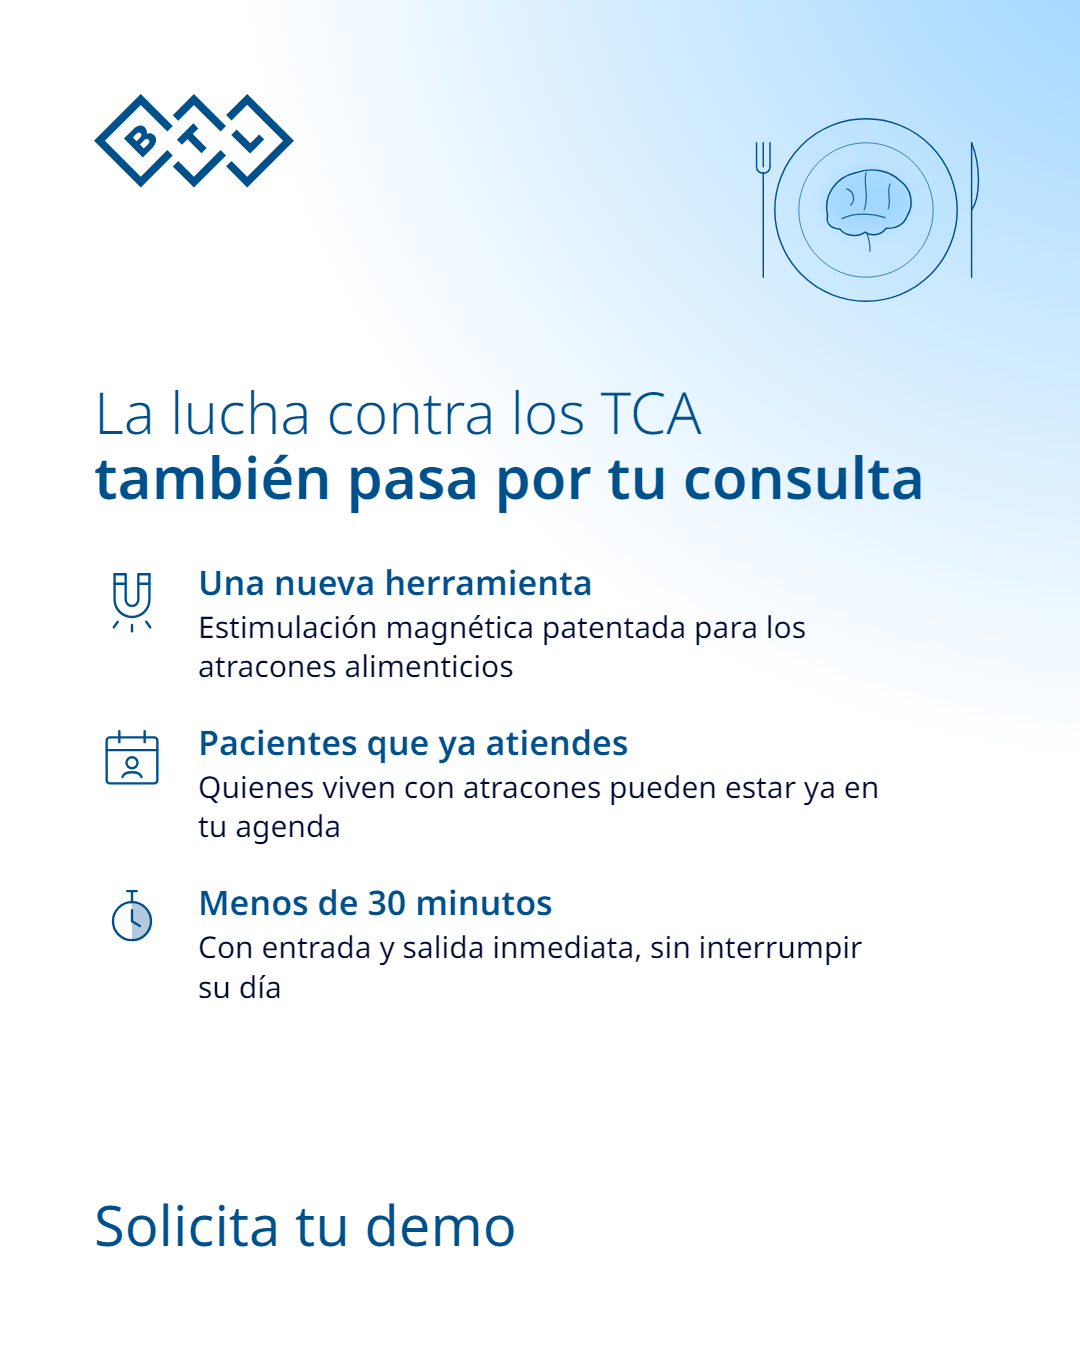 BTL
La lucha contra los TCA
también pasa por tu consulta
Una nueva herramienta
Estimulación magnética patentada para los
atracones alimenticios
Pacientes que ya atiendes
Quienes viven con atracones pueden estar ya en
tu agenda
Menos de 30 minutos
Con entrada y salida inmediata, sin interrumpir
su día
Solicita tu demo